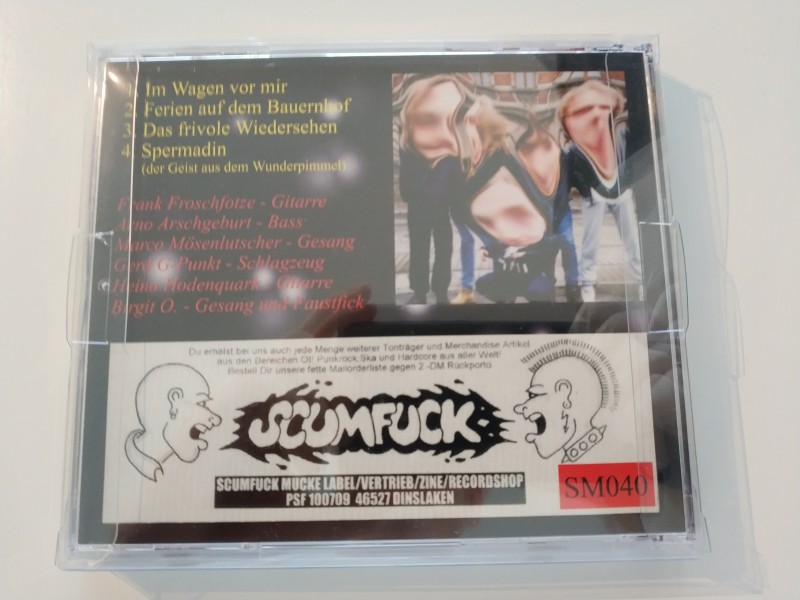 1. Im Wagen vor mir
2. Ferien auf dem Bauernhof
3. Das frivole Wiedersehen
4. Spermadin
(der Geist aus dem Wunderpimmel)
Frank Froschfotze - Gitarre
Arno Arschgeburt - Bass
Marco Mösenlutscher - Gesang
Gerd G-Punkt - Schlagzeug
Heino Hodenquark - Gitarre
Birgit O. - Gesang und Faustfick
Du erhälst bei uns auch jede Menge weiterer Tonträger und Merchandise Artikel
aus den Bereichen Oi! Punkrock, Ska und Hardcore aus aller Welt!
Bestell Dir unsere fette Mailorderliste gegen 2.-DM Rückporto
SCUMFUCK
SCUMFUCK MUCKE LABEL/VERTRIEB/ZINE/RECORDSHOP
PSF 100709 46527 DINSLAKEN
SM040